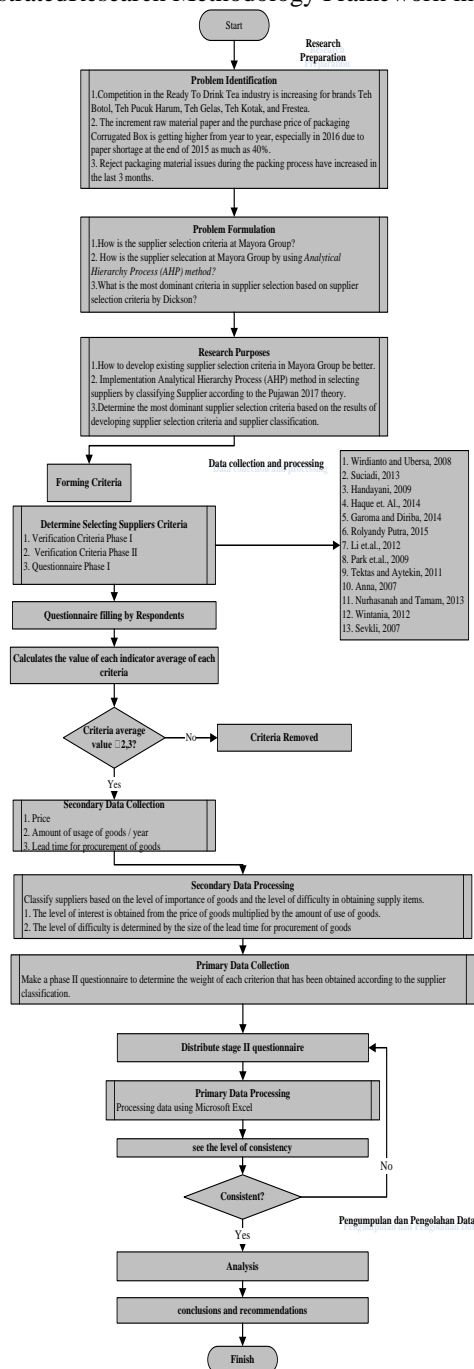 stratedResearch Methodology Framework in
Start
Research
Preparation
Problem Identification
1.Competition in the Ready To Drink Tea industry is increasing for brands Teh
Botol, Teh Pucuk Harum, Teh Gelas, Teh Kotak, and Frestea.
2. The increment raw material paper and the purchase price of packaging
Corrugated Box is getting higher from year to year, especially in 2016 due to
paper shortage at the end of 2015 as much as 40%.
3. Reject packaging material issues during the packing process have increased in
the last 3 months.
Problem Formulation
1.How is the supplier selection criteria at Mayora Group?
2. How is the supplier selecation at Mayora Group by using Analytical
Hierarchy Process (AHP) method?
3.What is the most dominant criteria in supplier selection based on supplier
selection criteria by Dickson?
Research Purposes
1.How to develop existing supplier selection criteria in Mayora Group be better.
2. Implementation Analytical Hierarchy Process (AHP) method in selecting
suppliers by classifying Supplier according to the Pujawan 2017 theory.
3.Determine the most dominant supplier selection criteria based on the results of
developing supplier selection criteria and supplier classification.
Data collection and processing
Forming Criteria
Determine Selecting Suppliers Criteria
1. Verification Criteria Phase I
2. Verification Criteria Phase II
3. Questionnaire Phase I
1. Wirdianto and Ubersa, 2008
2. Suciadi, 2013
3. Handayani, 2009
4. Haque et. Al, 2014
5. Garoma and Diriba, 2014
6. Rolyandy Putra, 2015
7. Li et.al., 2012
8. Park et.al., 2009
9. Tektas and Aytekin, 2011
10. Anna, 2007
11. Nurhasanah and Tamam, 2013
12. Wintania, 2012
13. Sevkli, 2007
Questionnaire filling by Respondents
Calculates the value of each indicator average of each
criteria
Criteria average
value □2,3?
No
Criteria Removed
Yes
Secondary Data Collection
1. Price
2. Amount of usage of goods / year
3. Lead time for procurement of goods
Secondary Data Processing
Classify suppliers based on the level of importance of goods and the level of difficulty in obtaining supply items.
1. The level of interest is obtained from the price of goods multiplied by the amount of use of goods.
2. The level of difficulty is determined by the size of the lead time for procurement of goods
Primary Data Collection
Make a phase II questionnaire to determine the weight of each criterion that has been obtained according to the supplier
classification.
Distribute stage II questionnaire
Primary Data Processing
Processing data using Microsoft Excel
see the level of consistency
No
Consistent?
Yes
Pengumpulan dan Pengolahan Data
Analysis
conclusions and recommendations
Finish